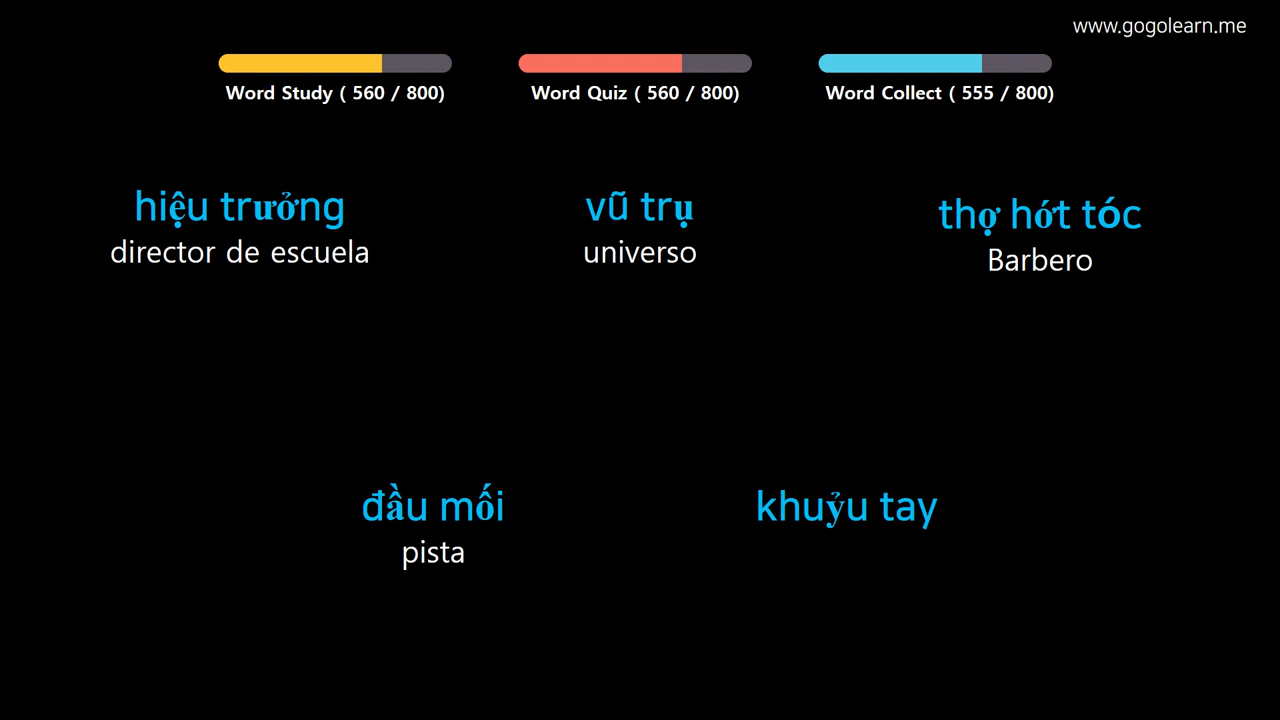 www.gogolearn.me
Word Study ( 560 / 800)
Word Quiz ( 560 / 800)
Word Collect ( 555 / 800)
hiệu trưởng
director de escuela
vũ trụ
universo
thợ hớt tóc
Barbero
đầu mối
pista
khuỷu tay